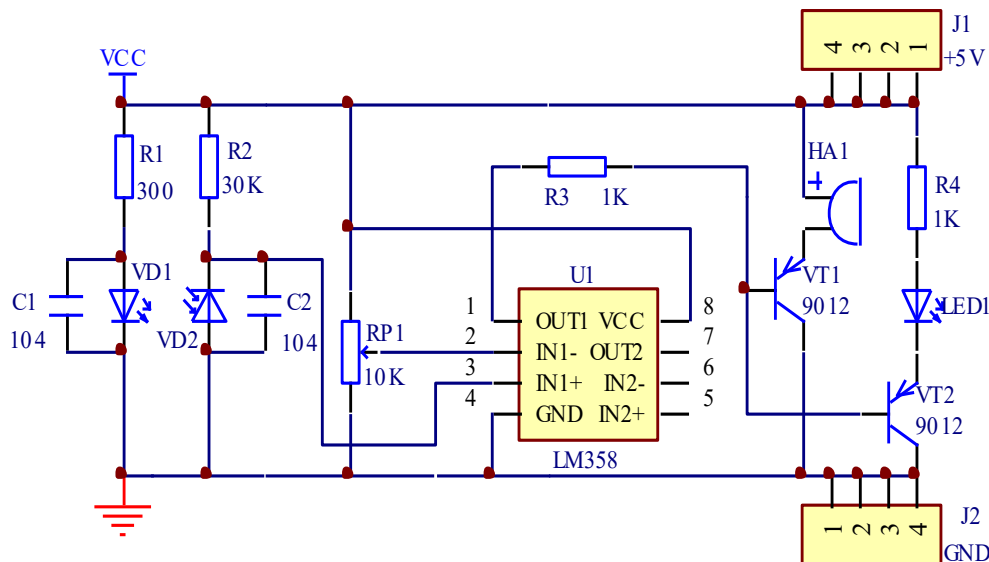 J1
4 3 2 1
+5V
VCC
R1
300
R2
30K
HA1
+
R3 1K
R4
1K
U1
VD1
VT1
9012
C1
104
VD2
C2
104
RP1
10K
LED1
1 OUT1 VCC 8
2 IN1- OUT2 7
3 IN1+ IN2- 6
4 GND IN2+ 5
LM358
VT2
9012
J2
1 2 3 4
GND